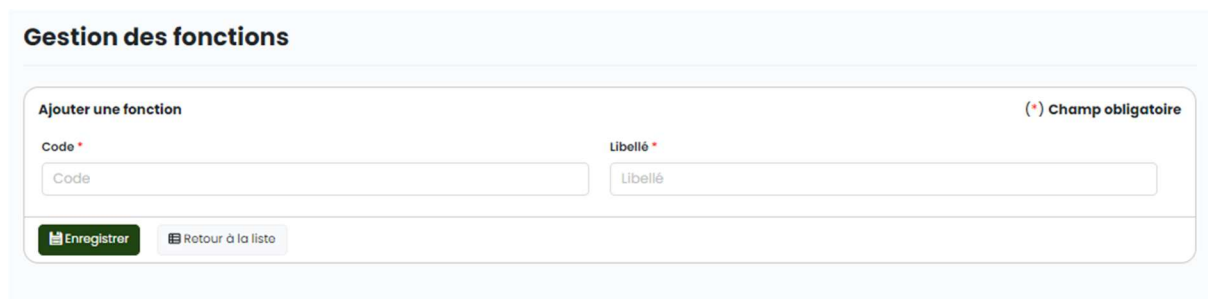 Gestion des fonctions
Ajouter une fonction (*) Champ obligatoire
Code * Libellé *
Code Libellé
Enregistrer Retour à la liste